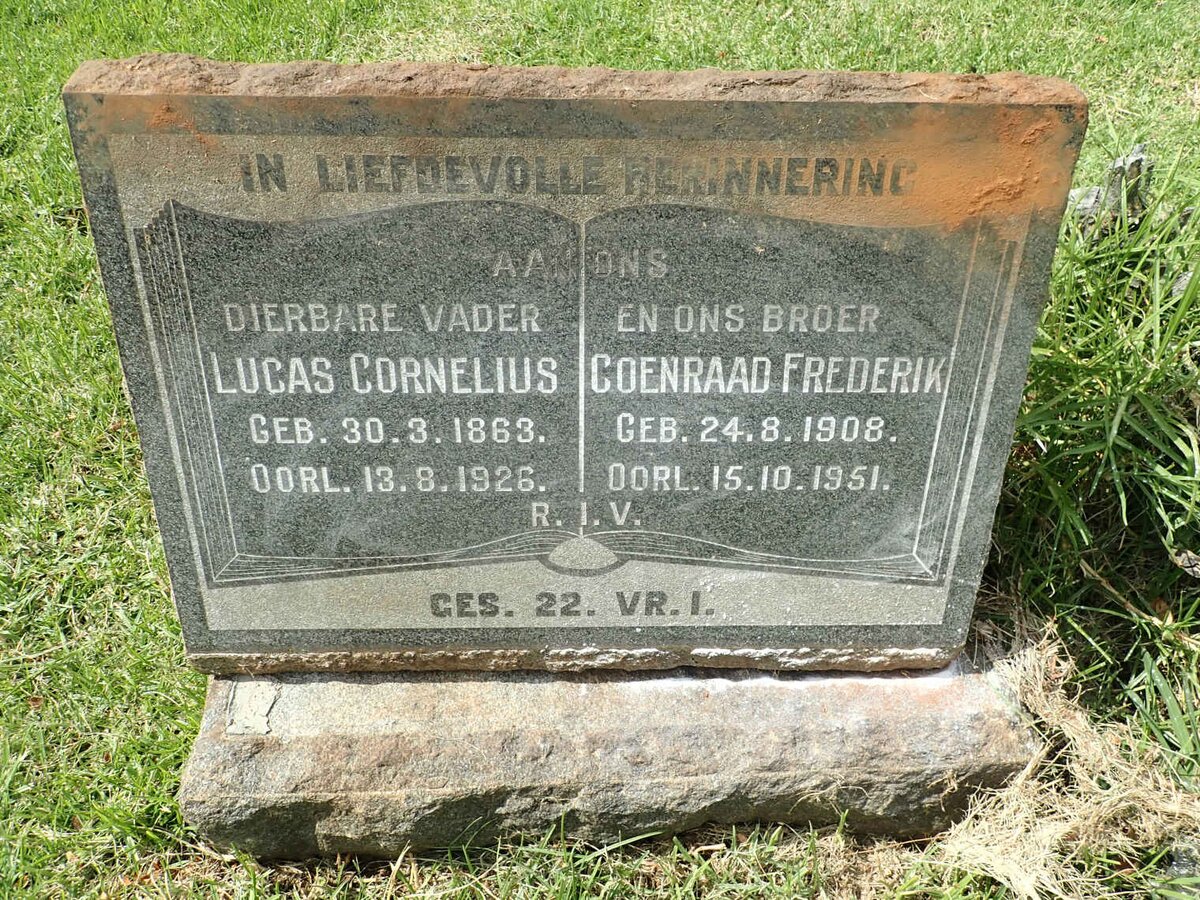 IN LIEFDEVOLLE HERINNERING
AAN ONS
DIERBARE VADER
LUCAS CORNELIUS
GEB. 30.3.1863.
OORL. 13.8.1926.
EN ONS BROER
COENRAAD FREDERIK
GEB. 24.8.1908.
OORL. 15.10.1951.
R.I.V.
GES. 22. VR.1.